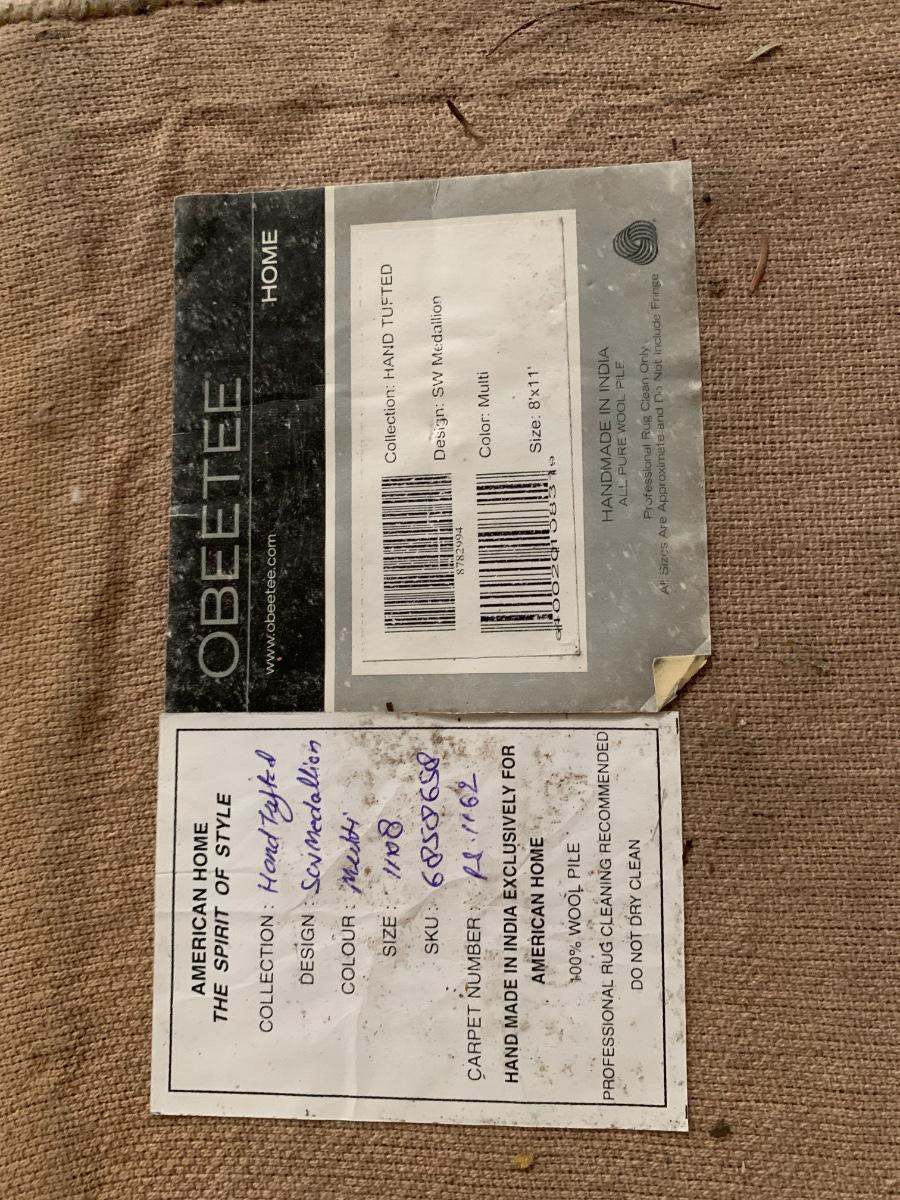 OBEETEE
www.obeetee.com HOME
Collection: HAND TUFTED
Design: SW Medallion
8782994
Color: Multi
Size: 8'x11'
HANDMADE IN INDIA
ALL PURE WOOL PILE
Professional Rug Clean Only
All Sizes Are Approximate and Do Not Include Fringe
AMERICAN HOME
THE SPIRIT OF STYLE
COLLECTION : Hand Tufted
DESIGN : SW Medallion
COLOUR : Multi
SIZE : 11x8
SKU : 68508658
CARPET NUMBER :
HAND MADE IN INDIA EXCLUSIVELY FOR
AMERICAN HOME
100% WOOL PILE
PROFESSIONAL RUG CLEANING RECOMMENDED
DO NOT DRY CLEAN